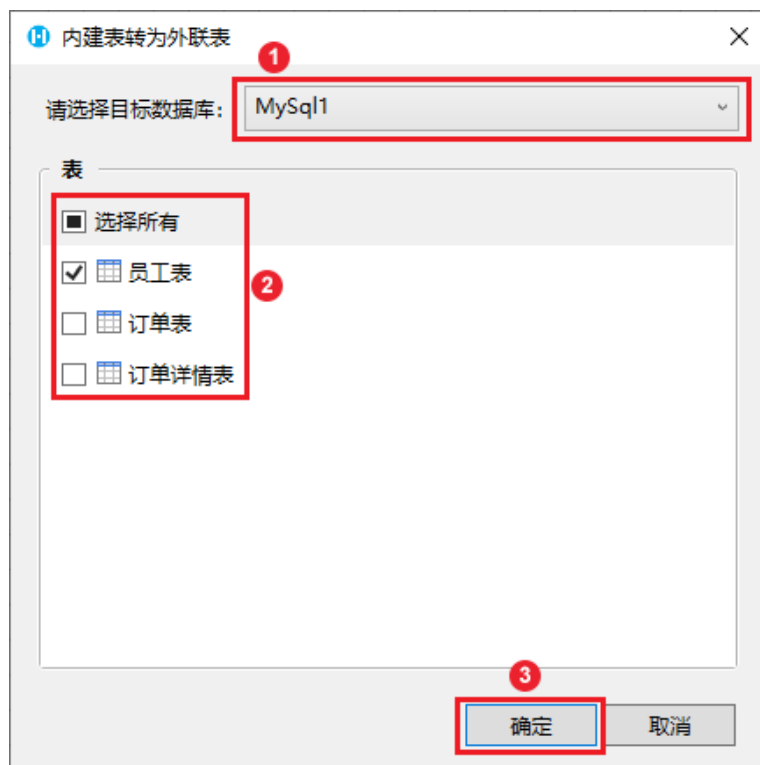 内建表转为外联表
1
请选择目标数据库: MySql1
表
选择所有
员工表
2
订单表
订单详情表
3
确定 取消